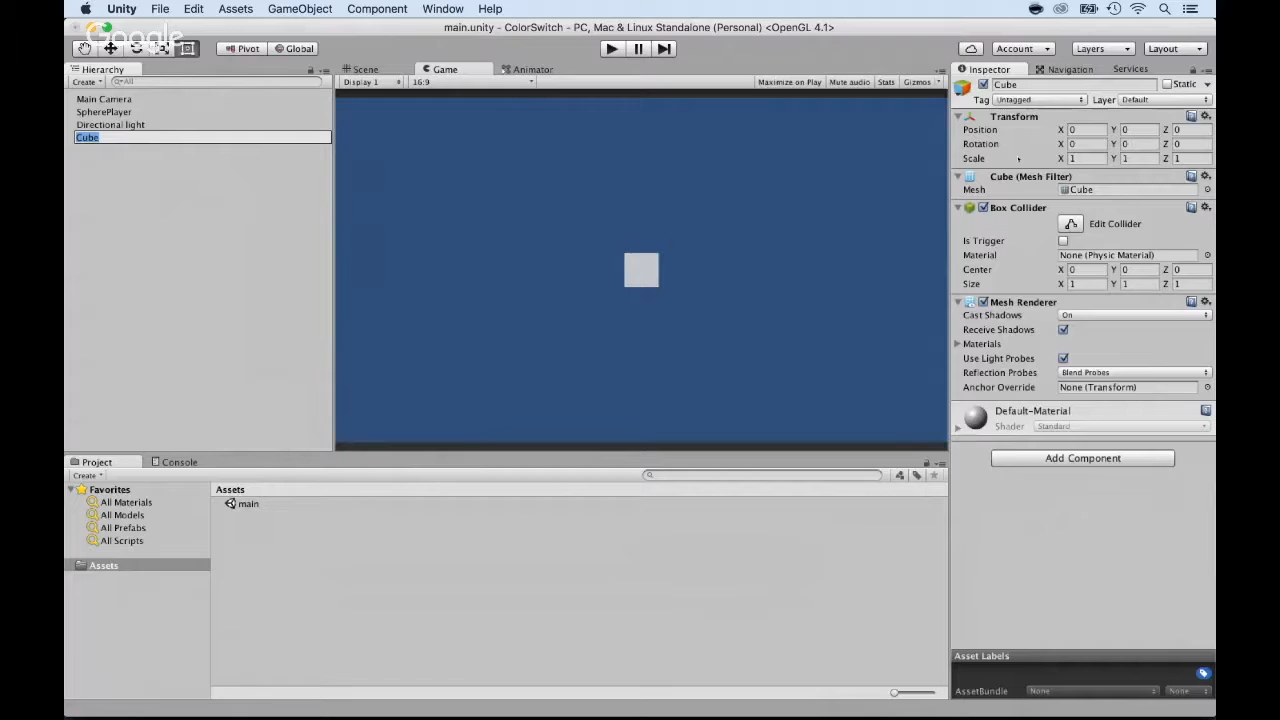 Unity File Edit Assets GameObject Component Window Help
Google
main.unity - ColorSwitch - PC, Mac & Linux Standalone (Personal) <OpenGL 4.1>
Pivot Global Account Layers Layout
Hierarchy Scene Game Animator Inspector Navigation Services
Create All Display 1 16:9 Maximize on Play Mute audio Stats Gizmos
Cube Static
Main Camera
Tag Untagged Layer Default
SpherePlayer
Transform
Directional light
Position X 0 Y 0 Z 0
Cube
Rotation X 0 Y 0 Z 0
Scale X 1 Y 1 Z 1
Cube (Mesh Filter)
Mesh Cube
Box Collider
Edit Collider
Is Trigger
Material None (Physic Material)
Center X 0 Y 0 Z 0
Size X 1 Y 1 Z 1
Mesh Renderer
Cast Shadows On
Receive Shadows
Materials
Use Light Probes
Reflection Probes Blend Probes
Anchor Override None (Transform)
Default-Material
Shader Standard
Add Component
Project Console
Create
Favorites Assets
All Materials main
All Models
All Prefabs
All Scripts
Assets
Asset Labels
AssetBundle None None